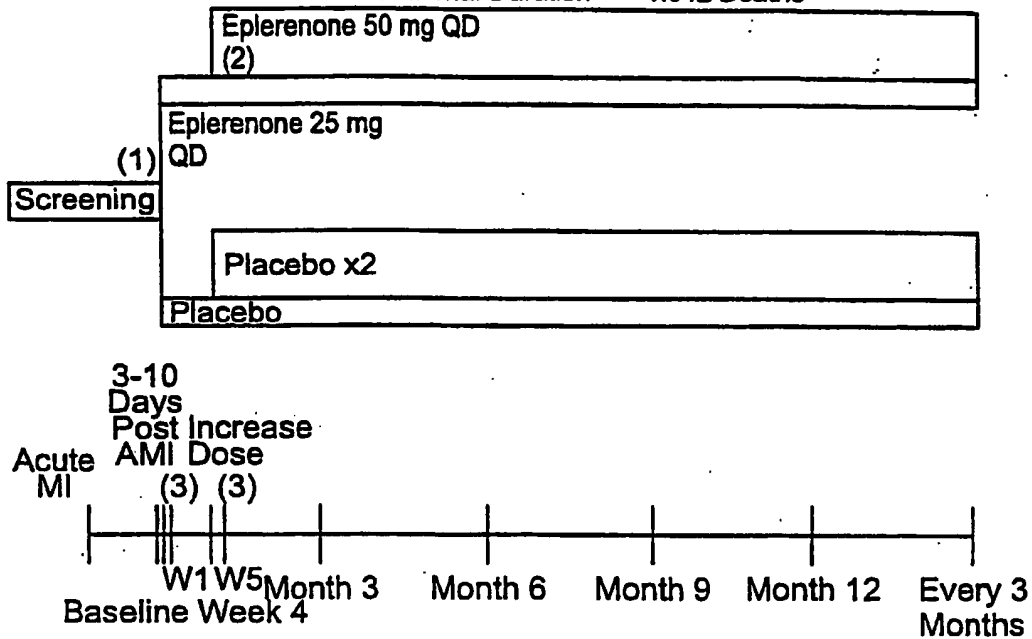 Eplerenone 50 mg QD
(2)
Eplerenone 25 mg
(1) QD
Screening
Placebo x2
Placebo
3-10
Days
Post Increase
Acute AMI Dose
MI (3) (3)
W1 W5 Month 3 Month 6 Month 9 Month 12 Every 3
Baseline Week 4 Months